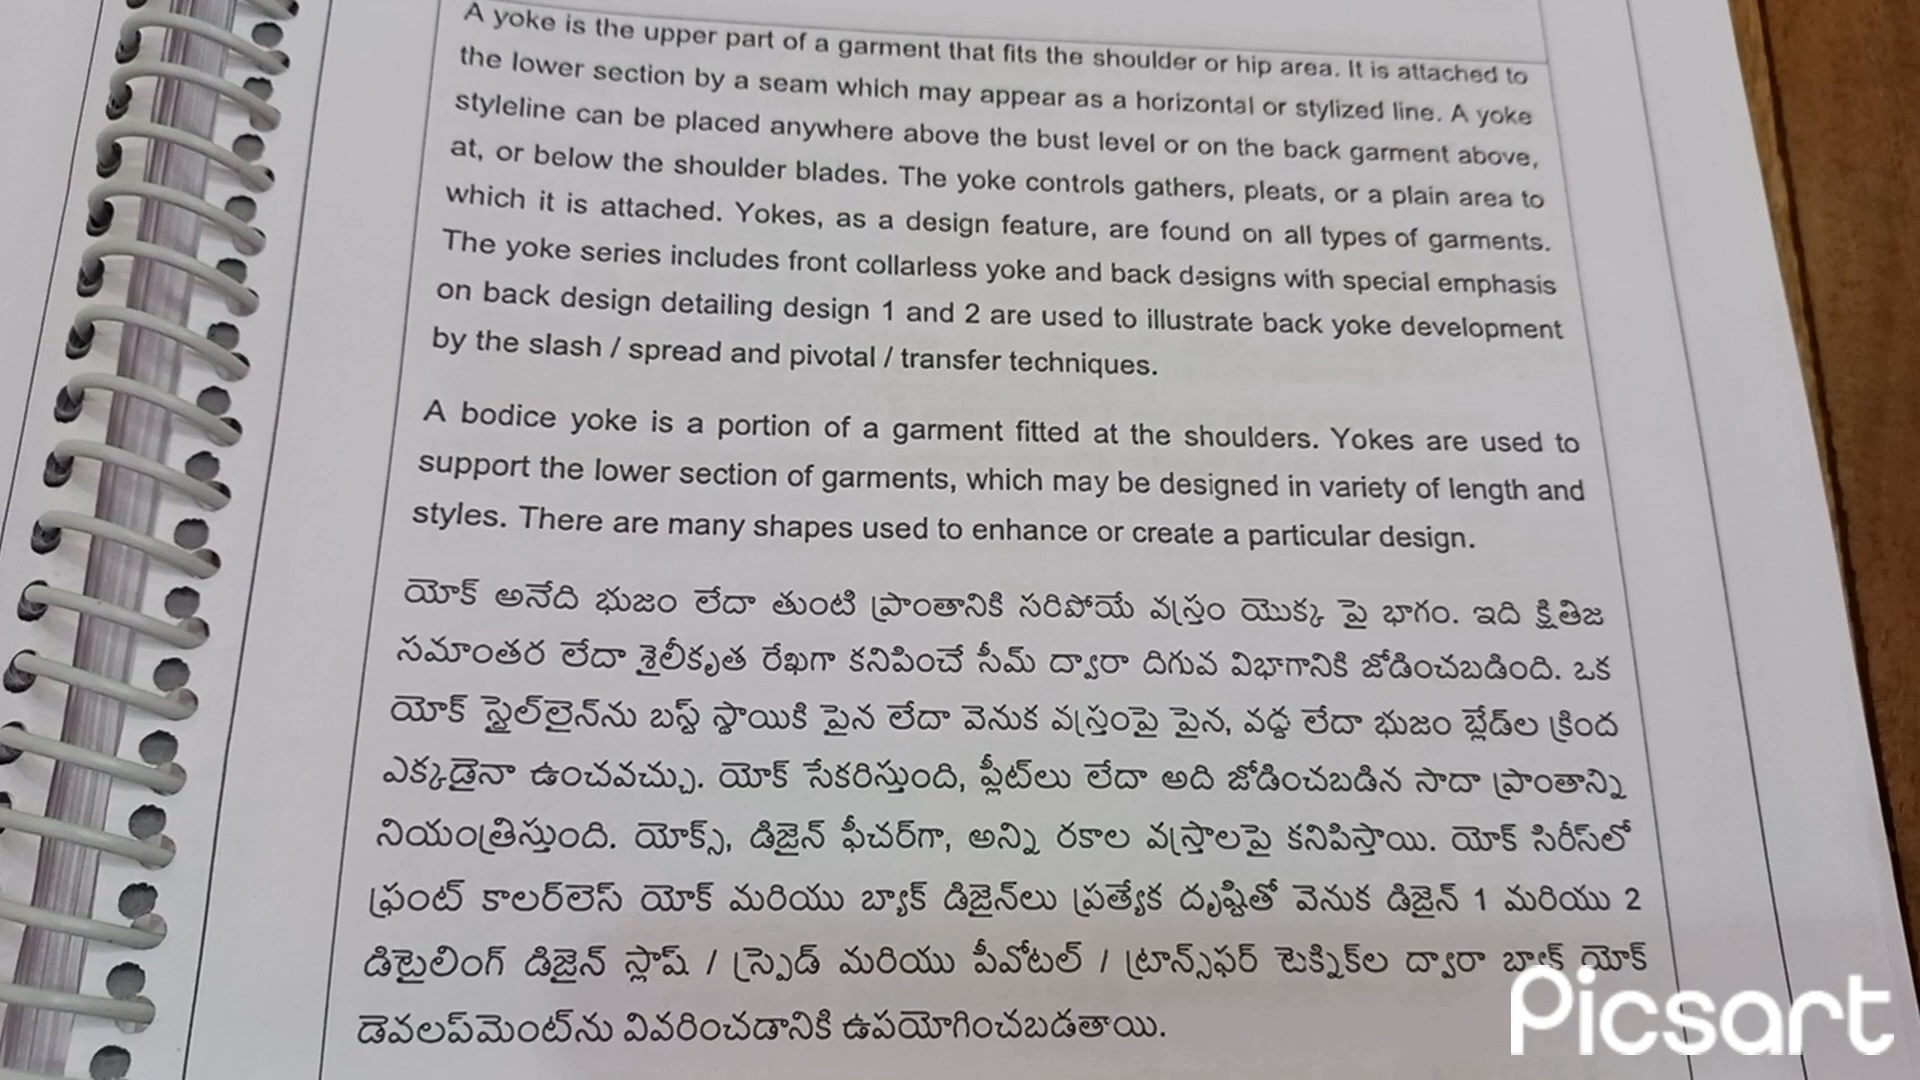 A yoke is the upper part of a garment that fits the shoulder or hip area. It is attached to
the lower section by a seam which may appear as a horizontal or stylized line. A yoke
styleline can be placed anywhere above the bust level or on the back garment above,
at, or below the shoulder blades. The yoke controls gathers, pleats, or a plain area to
which it is attached. Yokes, as a design feature, are found on all types of garments.
The yoke series includes front collarless yoke and back designs with special emphasis
on back design detailing design 1 and 2 are used to illustrate back yoke development
by the slash / spread and pivotal / transfer techniques.
A bodice yoke is a portion of a garment fitted at the shoulders. Yokes are used to
support the lower section of garments, which may be designed in variety of length and
styles. There are many shapes used to enhance or create a particular design.
యోక్ అనేది భుజం లేదా తుంటి ప్రాంతానికి సరిపోయే వస్త్రం యొక్క పై భాగం. ఇది క్షితిజ
సమాంతర లేదా శైలీకృత రేఖగా కనిపించే సీమ్ ద్వారా దిగువ విభాగానికి జోడించబడింది. ఒక
యోక్ స్టైల్‌లైన్‌ను బస్ట్ స్థాయికి పైన లేదా వెనుక వస్త్రంపై పైన, వద్ద లేదా భుజం బ్లేడ్‌ల క్రింద
ఎక్కడైనా ఉంచవచ్చు. యోక్ సేకరిస్తుంది, ప్లీట్‌లు లేదా అది జోడించబడిన సాదా ప్రాంతాన్ని
నియంత్రిస్తుంది. యోక్స్, డిజైన్ ఫీచర్‌గా, అన్ని రకాల వస్త్రాలపై కనిపిస్తాయి. యోక్ సిరీస్‌లో
ఫ్రంట్ కాలర్‌లెస్ యోక్ మరియు బ్యాక్ డిజైన్‌లు ప్రత్యేక దృష్టితో వెనుక డిజైన్ 1 మరియు 2
డిటైలింగ్ డిజైన్ స్లాష్ / స్ప్రెడ్ మరియు పీవోటల్ / ట్రాన్స్‌ఫర్ టెక్నిక్‌ల ద్వారా బ్యాక్ యోక్
డెవలప్‌మెంట్‌ను వివరించడానికి ఉపయోగించబడతాయి.
Picsart